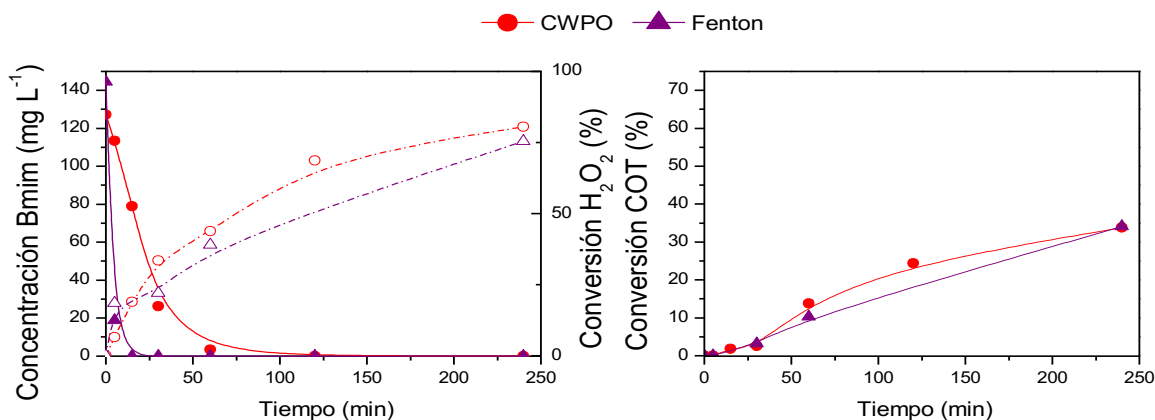 CWPO Fenton
Concentración Bmim (mg L⁻¹)
140
120
100
80
60
40
20
0
0 50 100 150 200 250
Tiempo (min)
100
50
0
Conversión H₂O₂ (%)
Conversión COT (%)
70
60
50
40
30
20
10
0
0 50 100 150 200 250
Tiempo (min)